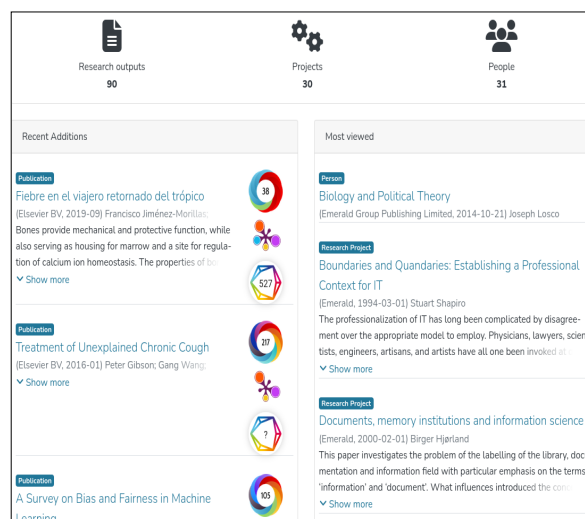 Research outputs
90
Projects
30
People
31
Recent Additions
Publication
Fiebre en el viajero retornado del trópico
(Elsevier BV, 2019-09) Francisco Jiménez-Morillas;
Bones provide mechanical and protective function, while
also serving as housing for marrow and a site for regula-
tion of calcium ion homeostasis. The properties of
Show more
38
527
Publication
Treatment of Unexplained Chronic Cough
(Elsevier BV, 2016-01) Peter Gibson; Gang Wang;
Show more
217
?
Publication
A Survey on Bias and Fairness in Machine
Learning
105
Most viewed
Person
Biology and Political Theory
(Emerald Group Publishing Limited, 2014-10-21) Joseph Losco
Research Project
Boundaries and Quandaries: Establishing a Professional
Context for IT
(Emerald, 1994-03-01) Stuart Shapiro
The professionalization of IT has long been complicated by disagree-
ment over the appropriate model to employ. Physicians, lawyers, scien
tists, engineers, artisans, and artists have all one been invoked at
Show more
Research Project
Documents, memory institutions and information science
(Emerald, 2000-02-01) Birger Hjørland
This paper investigates the problem of the labelling of the library, doc
mentation and information field with particular emphasis on the terms
'information' and 'document'. What influences introduced the
Show more